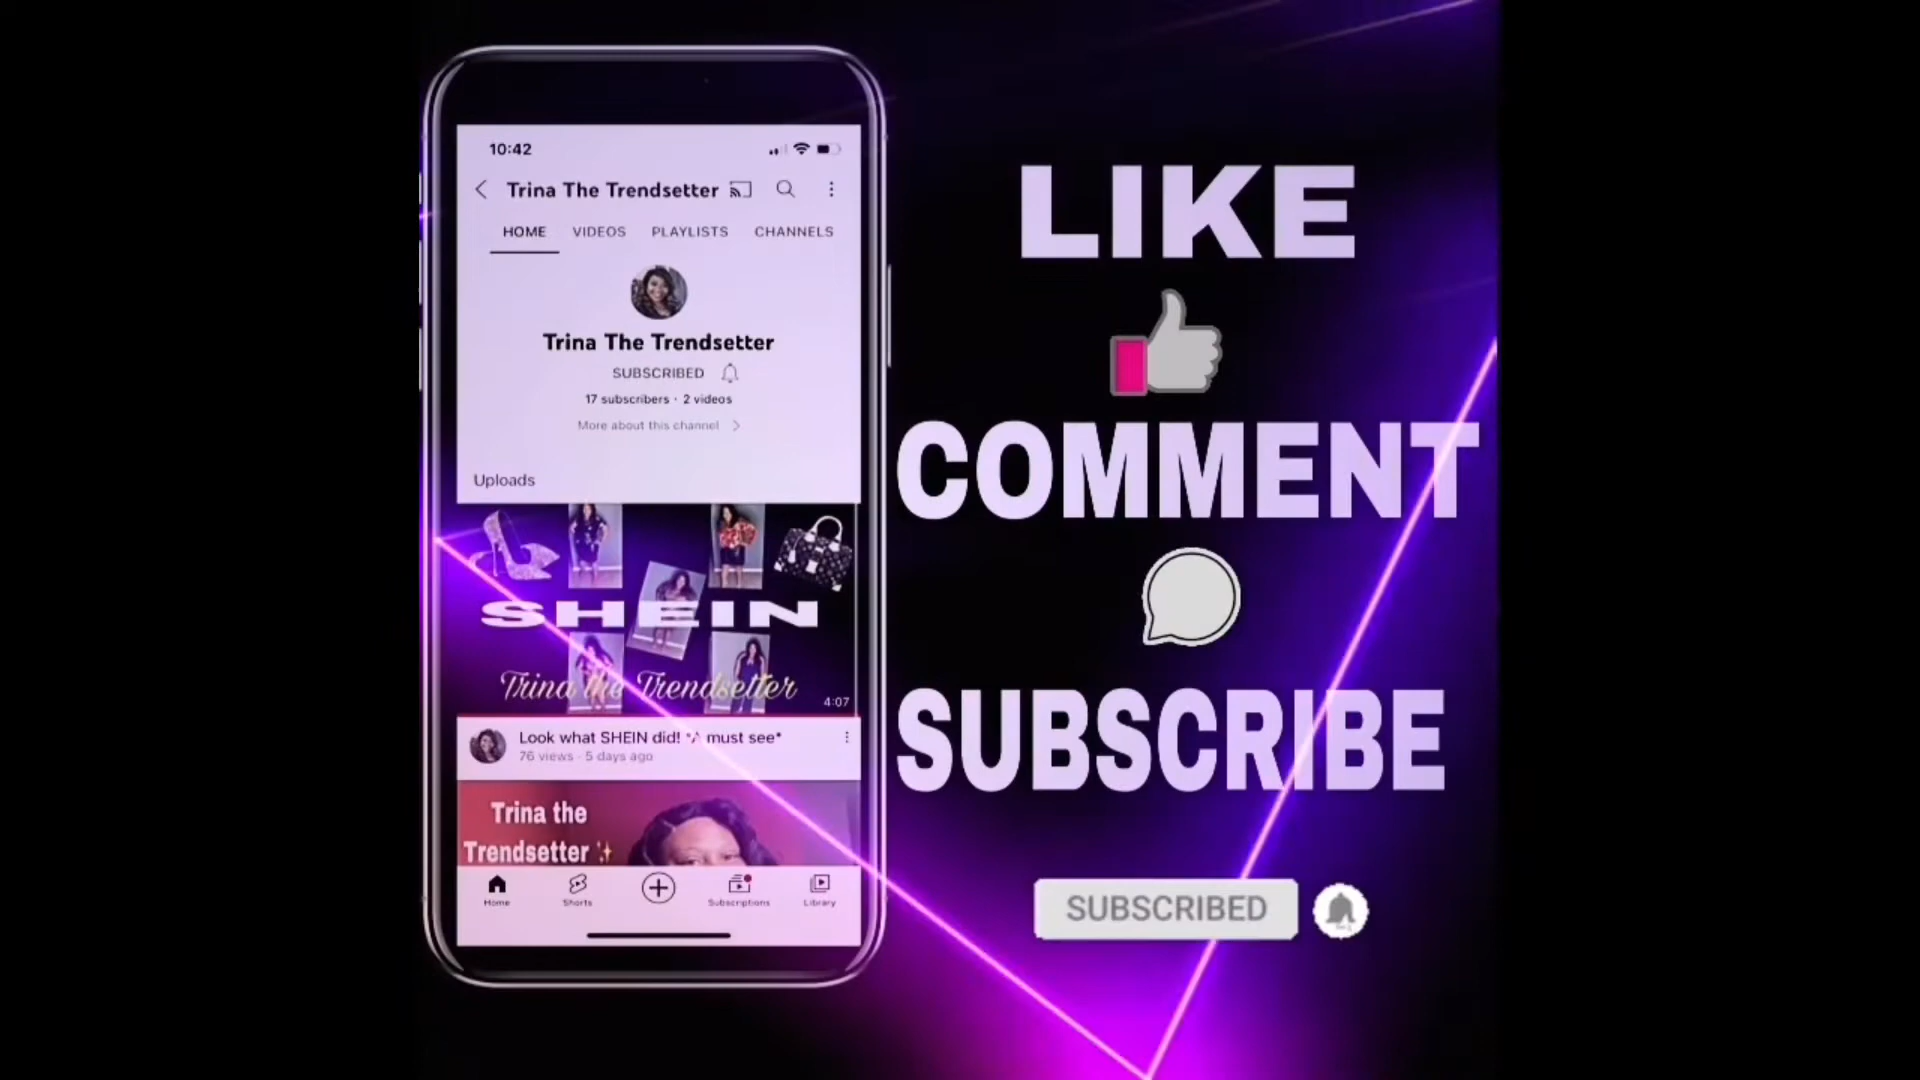 10:42
Trina The Trendsetter
HOME VIDEOS PLAYLISTS CHANNELS
Trina The Trendsetter
SUBSCRIBED
17 subscribers · 2 videos
More about this channel
Uploads
SHEIN
Trina the Trendsetter
4:07
Look what SHEIN did! *A must see*
76 views · 5 days ago
Trina the
Trendsetter
Home Shorts Subscriptions Library
LIKE
COMMENT
SUBSCRIBE
SUBSCRIBED